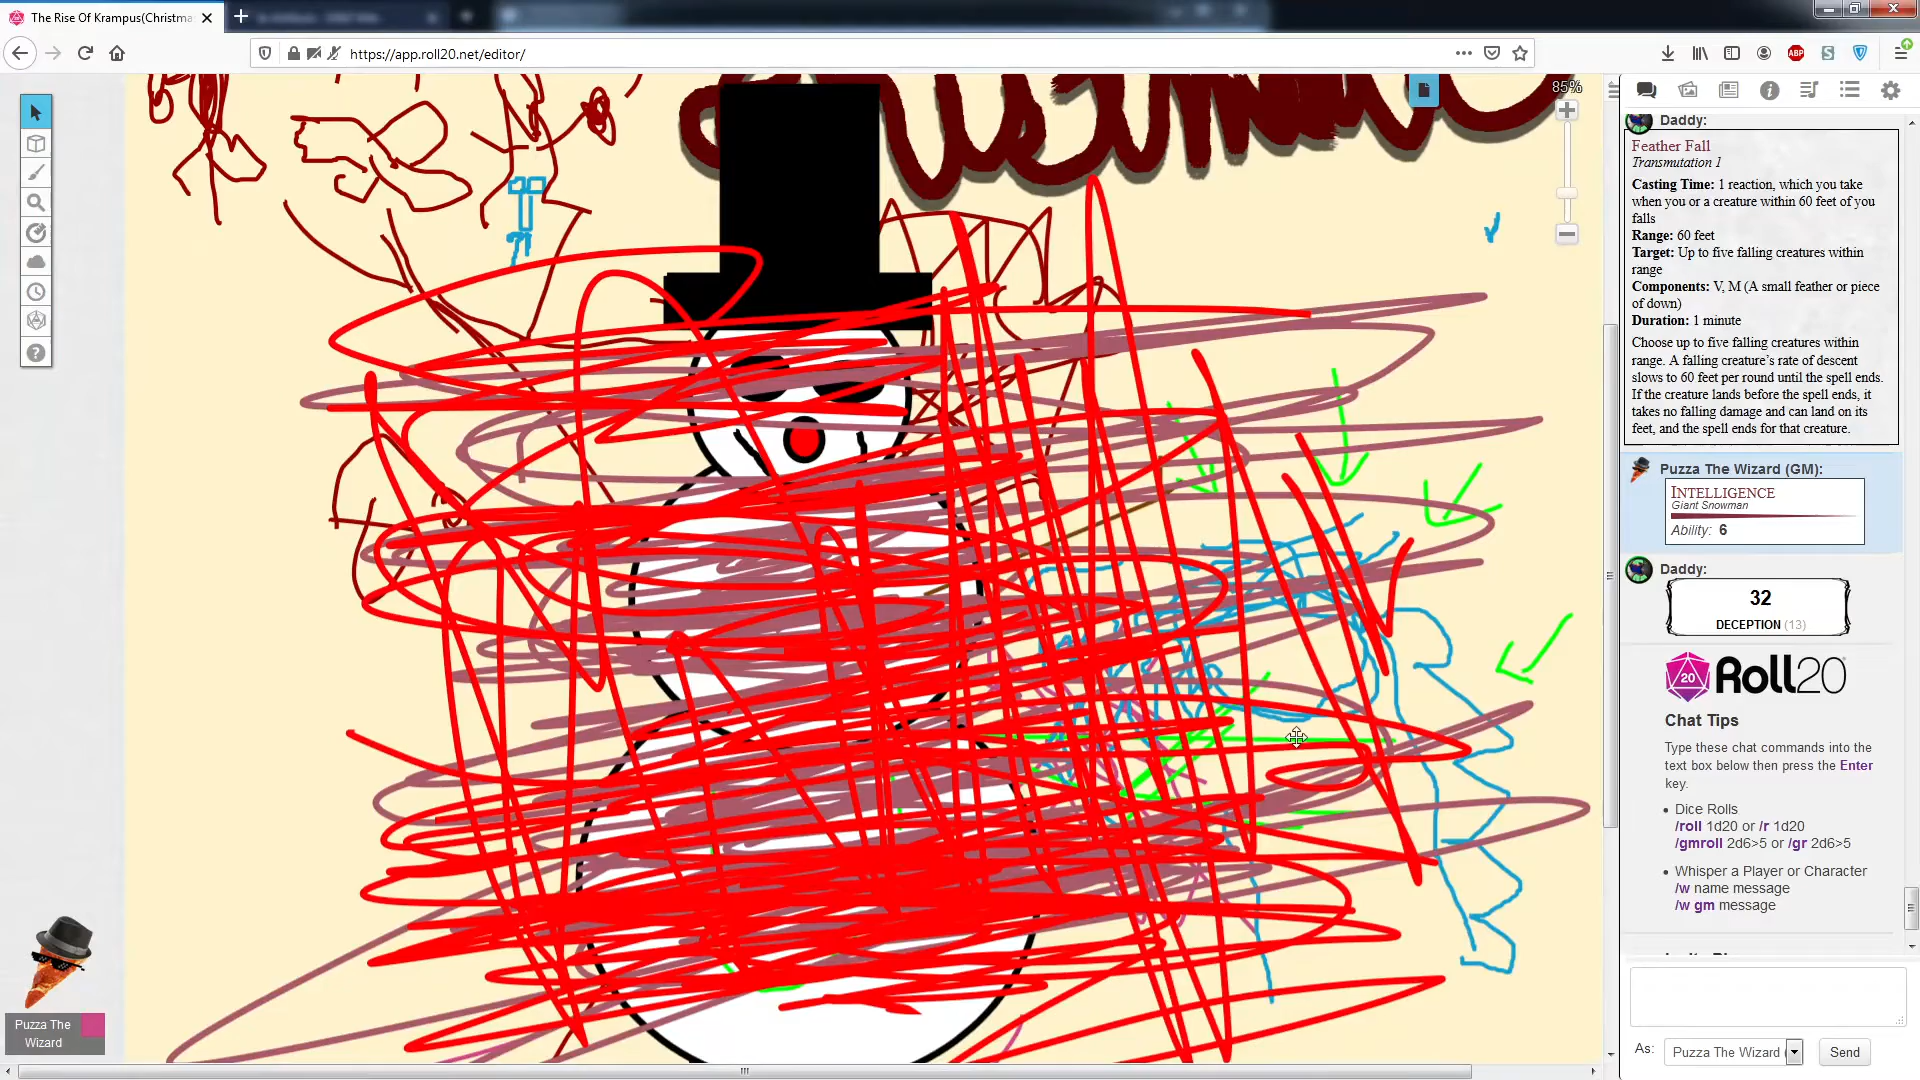 The Rise Of Krampus(Christma
https://app.roll20.net/editor/
85%
ABP
Daddy:
Feather Fall
Transmutation 1
Casting Time: 1 reaction, which you take
when you or a creature within 60 feet of you
falls
Range: 60 feet
Target: Up to five falling creatures within
range
Components: V, M (A small feather or piece
of down)
Duration: 1 minute
Choose up to five falling creatures within
range. A falling creature's rate of descent
slows to 60 feet per round until the spell ends.
If the creature lands before the spell ends, it
takes no falling damage and can land on its
feet, and the spell ends for that creature.
Puzza The Wizard (GM):
INTELLIGENCE
Giant Snowman
Ability: 6
Daddy:
32
DECEPTION (13)
20 Roll20
Chat Tips
Type these chat commands into the
text box below then press the Enter
key.
• Dice Rolls
/roll 1d20 or /r 1d20
/gmroll 2d6>5 or /gr 2d6>5
• Whisper a Player or Character
/w name message
/w gm message
Puzza The
Wizard
As:
Puzza The Wizard (
Send